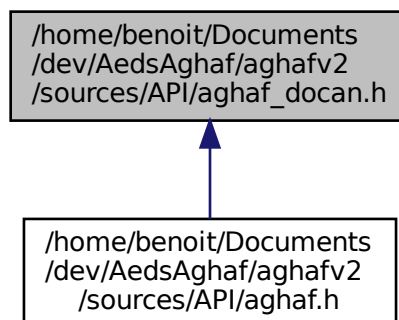 /home/benoit/Documents
/dev/AedsAghaf/aghafv2
/sources/API/aghaf_docan.h
/home/benoit/Documents
/dev/AedsAghaf/aghafv2
/sources/API/aghaf.h